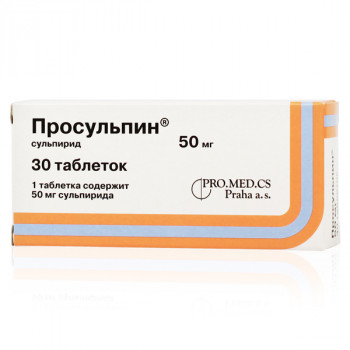 Просульпин®
сульпирид
50 мг
30 таблеток
1 таблетка содержит
50 мг сульпирида
PRO.MED.CS
Praha a. s.